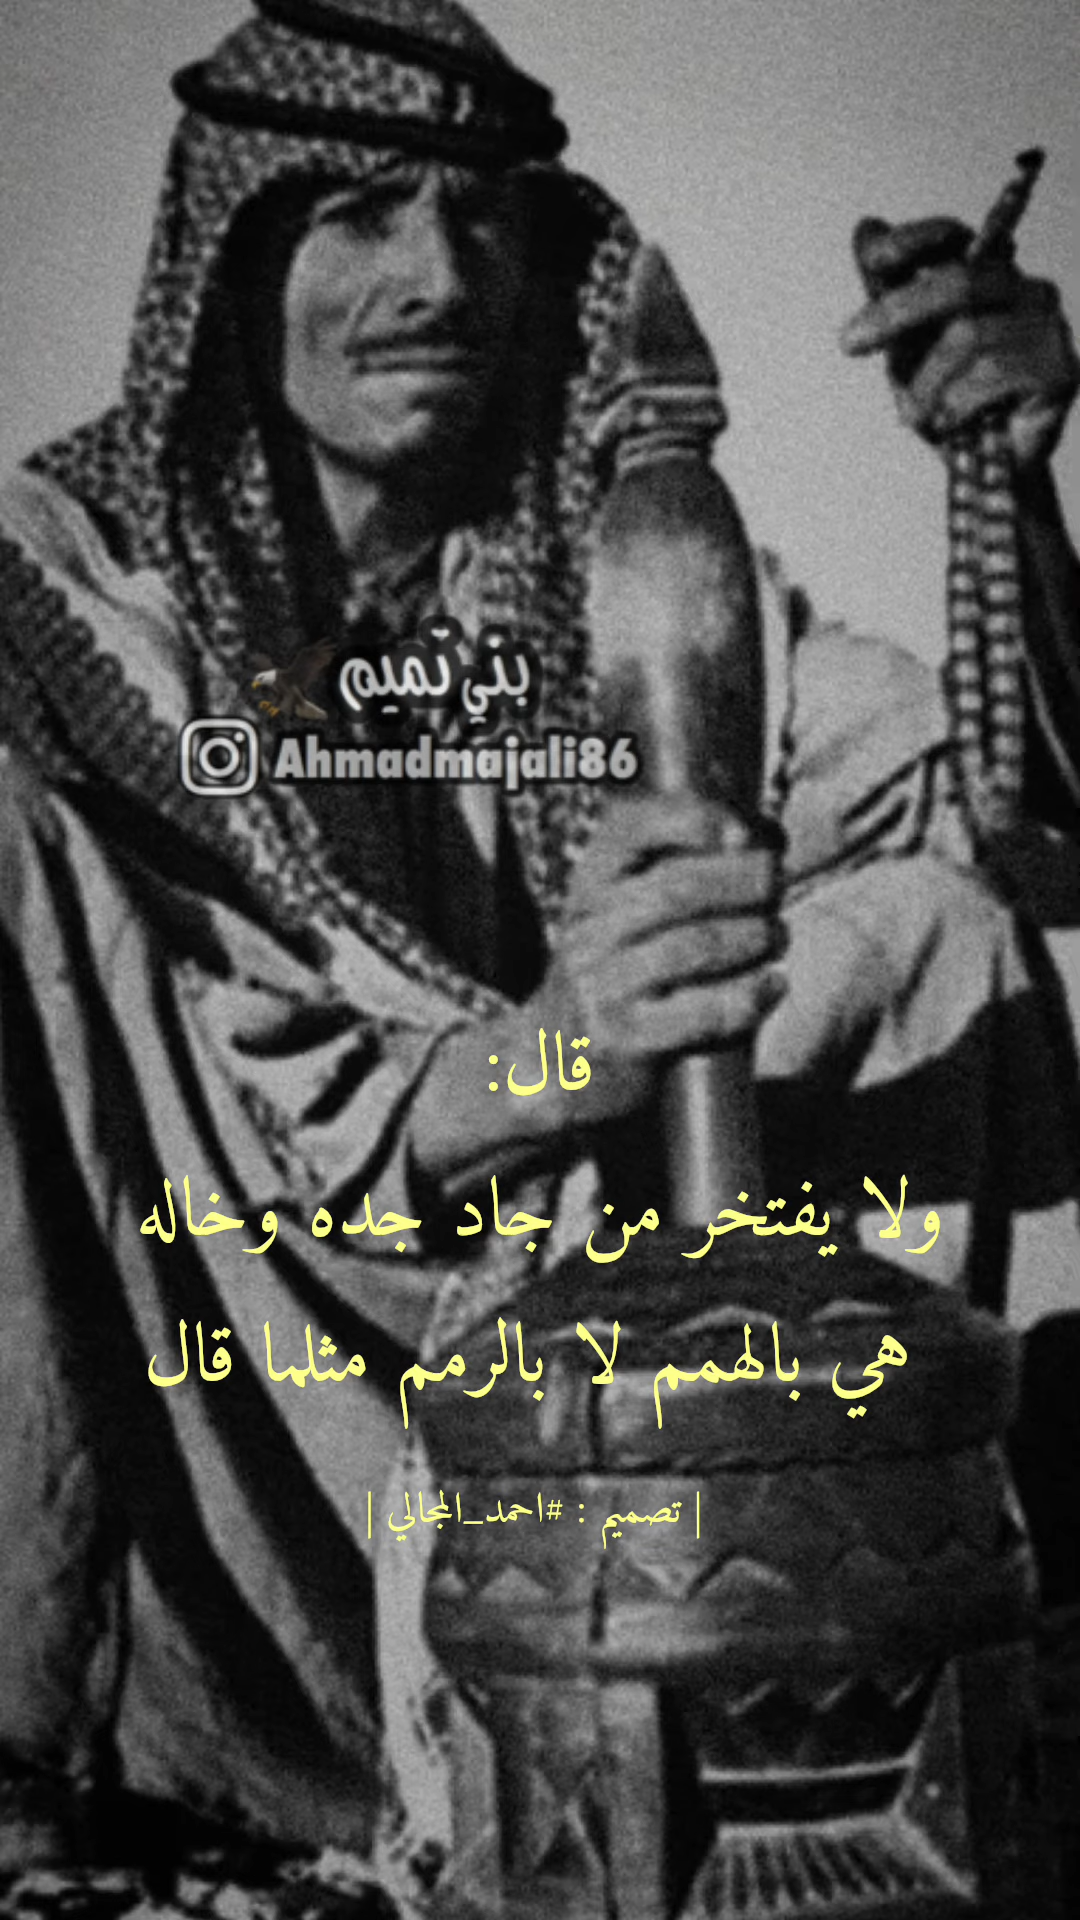 بني تميم
Ahmadmajali86
قال:
ولا يفتخر من جاد جده وخاله
هي بالهمم لا بالرمم مثلما قال
| تصميم : #احمد_المجالي |